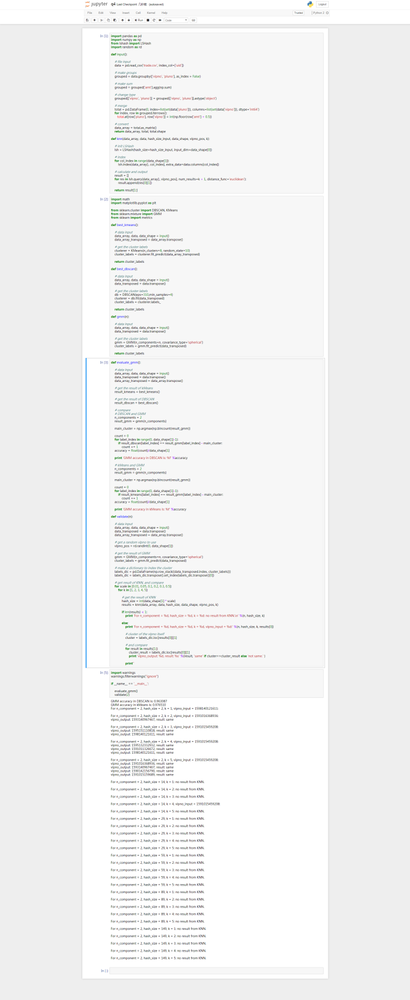 jupyter q4 Last Checkpoint: 几秒前 (autosaved)
Logout
File Edit View Insert Cell Kernel Help
Trusted Python 2
Run Code
In [1]:
import pandas as pd
import numpy as np
from lshash import LSHash
import random as rd
def input():
# file input
data = pd.read_csv('trade.csv', index_col=['uid'])
# make groups
grouped = data.groupby(['vipno', 'pluno'], as_index = False)
# make sum
grouped = grouped['amt'].agg(np.sum)
# change type
grouped[['vipno', 'pluno']] = grouped[['vipno', 'pluno']].astype('object')
# merge
total = pd.DataFrame(0, index=list(set(data['pluno'])), columns=list(set(data['vipno'])), dtype='int64')
for index, row in grouped.iterrows():
total.at[row['pluno'], row['vipno']] = int(np.floor(row['amt'] + 0.5))
# convert
data_array = total.as_matrix()
return data_array, total, total.shape
def knn(data_array, data, hash_size_input, data_shape, vipno_pos, k):
# init LSHash
lsh = LSHash(hash_size=hash_size_input, input_dim=data_shape[0])
# index
for col_index in range(data_shape[1]):
lsh.index(data_array[:, col_index], extra_data=data.columns[col_index])
# calculate and output
result = []
for res in lsh.query(data_array[:, vipno_pos], num_results=k + 1, distance_func='euclidean'):
result.append(res[0][1])
return result[1:]
In [2]:
import math
import matplotlib.pyplot as plt
from sklearn.cluster import DBSCAN, KMeans
from sklearn.mixture import GMM
from sklearn import metrics
def best_kmeans():
# data input
data_array, data, data_shape = input()
data_array_transposed = data_array.transpose()
# get the cluster labels
clusterer = KMeans(n_clusters=8, random_state=10)
cluster_labels = clusterer.fit_predict(data_array_transposed)
return cluster_labels
def best_dbscan():
# data input
data_array, data, data_shape = input()
data_transposed = data.transpose()
# get the cluster labels
db = DBSCAN(eps=310,min_samples=4)
clusterer = db.fit(data_transposed)
cluster_labels = clusterer.labels_
return cluster_labels
def gmm(n):
# data input
data_array, data, data_shape = input()
data_transposed = data.transpose()
# get the cluster labels
gmm = GMM(n_components=n, covariance_type='spherical')
cluster_labels = gmm.fit_predict(data_transposed)
return cluster_labels
In [3]:
def evaluate_gmm():
# data input
data_array, data, data_shape = input()
data_transposed = data.transpose()
data_array_transposed = data_array.transpose()
# get the result of kMeans
result_kmeans = best_kmeans()
# get the result of DBSCAN
result_dbscan = best_dbscan()
# compare
# DBSCAN and GMM
n_components = 2
result_gmm = gmm(n_components)
main_cluster = np.argmax(np.bincount(result_gmm))
count = 0
for label_index in range(0, data_shape[1]-1):
if result_dbscan[label_index] == result_gmm[label_index] - main_cluster:
count += 1
accuracy = float(count)/data_shape[1]
print 'GMM accuracy in DBSCAN is: %f' %accuracy
# kMeans and GMM
n_components = 2
result_gmm = gmm(n_components)
main_cluster = np.argmax(np.bincount(result_gmm))
count = 0
for label_index in range(0, data_shape[1]-1):
if result_kmeans[label_index] == result_gmm[label_index] - main_cluster:
count += 1
accuracy = float(count)/data_shape[1]
print 'GMM accuracy in kMeans is: %f' %accuracy
def validate(n):
# data input
data_array, data, data_shape = input()
data_transposed = data.transpose()
data_array_transposed = data_array.transpose()
# get a random vipno to use
vipno_pos = rd.randint(0, data_shape[1])
# get the result of GMM
gmm = GMM(n_components=n, covariance_type='spherical')
cluster_labels = gmm.fit_predict(data_transposed)
# make a dictionary to index the cluster
labels_dic = pd.DataFrame(np.row_stack((data_transposed.index, cluster_labels)))
labels_dic = labels_dic.transpose().set_index(labels_dic.transpose()[0])
# get result of KNN, and compare
for scale in [0.01, 0.05, 0.1, 0.2, 0.3, 0.5]:
for k in [1, 2, 3, 4, 5]:
# get the result of KNN
hash_size = int(data_shape[1] * scale)
results = knn(data_array, data, hash_size, data_shape, vipno_pos, k)
if len(results) < 1:
print 'For n_component = %d, hash_size = %d, k = %d: no result from KNN.\n' %(n, hash_size, k)
else:
print 'For n_component = %d, hash_size = %d, k = %d, vipno_input = %d:' %(n, hash_size, k, results[0])
# cluster of the vipno itself
cluster = labels_dic.loc[results[0]][1]
# and compare
for result in results[1:]:
cluster_result = labels_dic.loc[results[0]][1]
print 'vipno_output: %d, result: %s' %(result, 'same' if cluster==cluster_result else 'not same.' )
print''
In [5]:
import warnings
warnings.filterwarnings("ignore")
if __name__ == '__main__':
evaluate_gmm()
validate(2)
GMM accuracy in DBSCAN is: 0.963087
GMM accuracy in kMeans is: 0.976510
For n_component = 2, hash_size = 2, k = 1, vipno_input = 1598140121611:
For n_component = 2, hash_size = 2, k = 2, vipno_input = 1591016368936:
vipno_output: 1593140967467, result: same
For n_component = 2, hash_size = 2, k = 3, vipno_input = 1591015459208:
vipno_output: 1595151110818, result: same
vipno_output: 1598140121611, result: same
For n_component = 2, hash_size = 2, k = 4, vipno_input = 1591015459208:
vipno_output: 1595132332932, result: same
vipno_output: 1591011326672, result: same
vipno_output: 1598140121611, result: same
For n_component = 2, hash_size = 2, k = 5, vipno_input = 1591015459208:
vipno_output: 1591016368936, result: same
vipno_output: 1593140967467, result: same
vipno_output: 1590142156790, result: same
vipno_output: 1591015159689, result: same
For n_component = 2, hash_size = 14, k = 1: no result from KNN.
For n_component = 2, hash_size = 14, k = 2: no result from KNN.
For n_component = 2, hash_size = 14, k = 3: no result from KNN.
For n_component = 2, hash_size = 14, k = 4, vipno_input = 1591015459208:
For n_component = 2, hash_size = 14, k = 5: no result from KNN.
For n_component = 2, hash_size = 29, k = 1: no result from KNN.
For n_component = 2, hash_size = 29, k = 2: no result from KNN.
For n_component = 2, hash_size = 29, k = 3: no result from KNN.
For n_component = 2, hash_size = 29, k = 4: no result from KNN.
For n_component = 2, hash_size = 29, k = 5: no result from KNN.
For n_component = 2, hash_size = 59, k = 1: no result from KNN.
For n_component = 2, hash_size = 59, k = 2: no result from KNN.
For n_component = 2, hash_size = 59, k = 3: no result from KNN.
For n_component = 2, hash_size = 59, k = 4: no result from KNN.
For n_component = 2, hash_size = 59, k = 5: no result from KNN.
For n_component = 2, hash_size = 89, k = 1: no result from KNN.
For n_component = 2, hash_size = 89, k = 2: no result from KNN.
For n_component = 2, hash_size = 89, k = 3: no result from KNN.
For n_component = 2, hash_size = 89, k = 4: no result from KNN.
For n_component = 2, hash_size = 89, k = 5: no result from KNN.
For n_component = 2, hash_size = 149, k = 1: no result from KNN.
For n_component = 2, hash_size = 149, k = 2: no result from KNN.
For n_component = 2, hash_size = 149, k = 3: no result from KNN.
For n_component = 2, hash_size = 149, k = 4: no result from KNN.
For n_component = 2, hash_size = 149, k = 5: no result from KNN.
In [ ]: